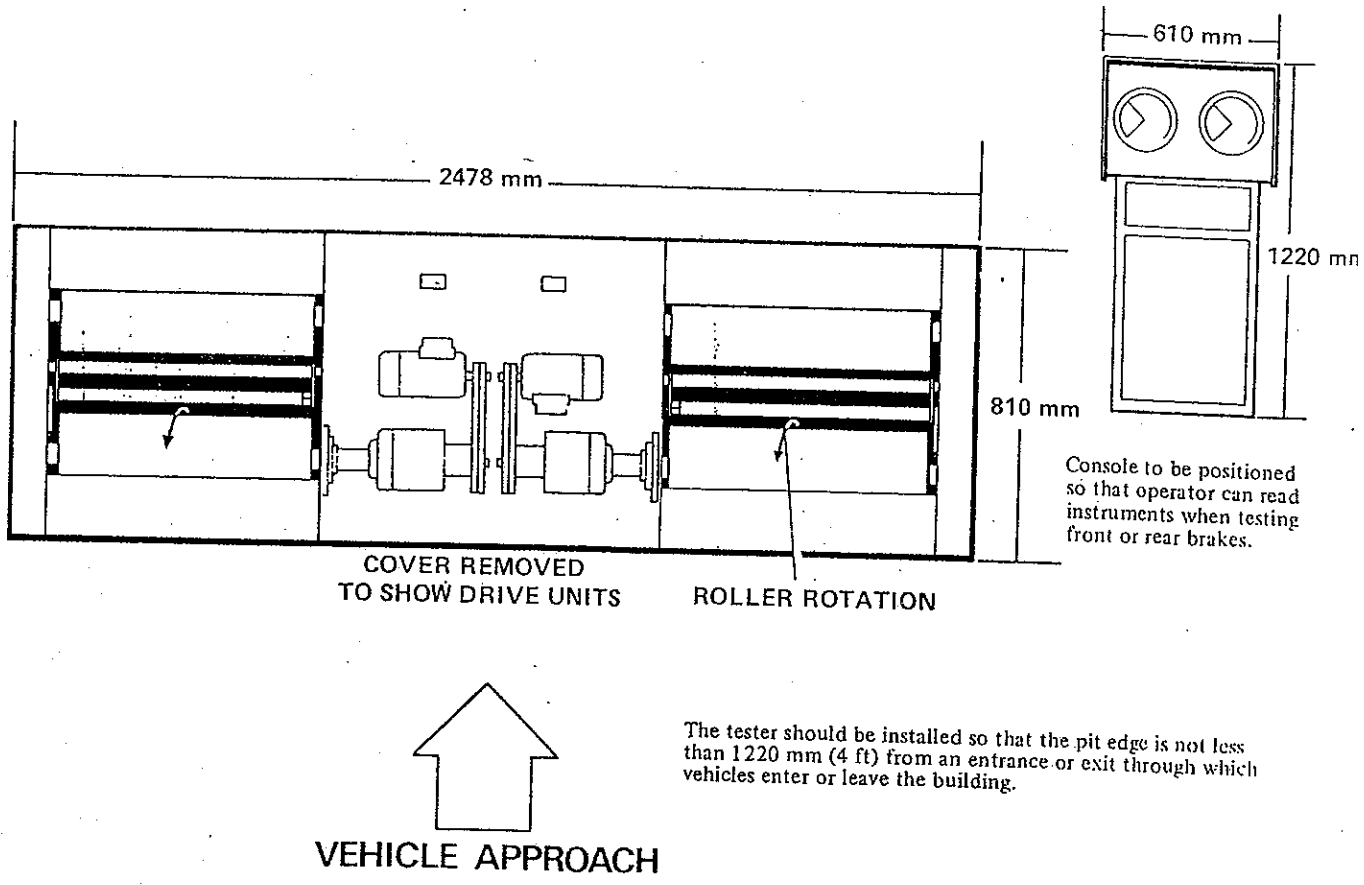 610 mm
2478 mm
1220 mm
810 mm
Console to be positioned
so that operator can read
instruments when testing
front or rear brakes.
COVER REMOVED
TO SHOW DRIVE UNITS
ROLLER ROTATION
The tester should be installed so that the pit edge is not less
than 1220 mm (4 ft) from an entrance or exit through which
vehicles enter or leave the building.
VEHICLE APPROACH